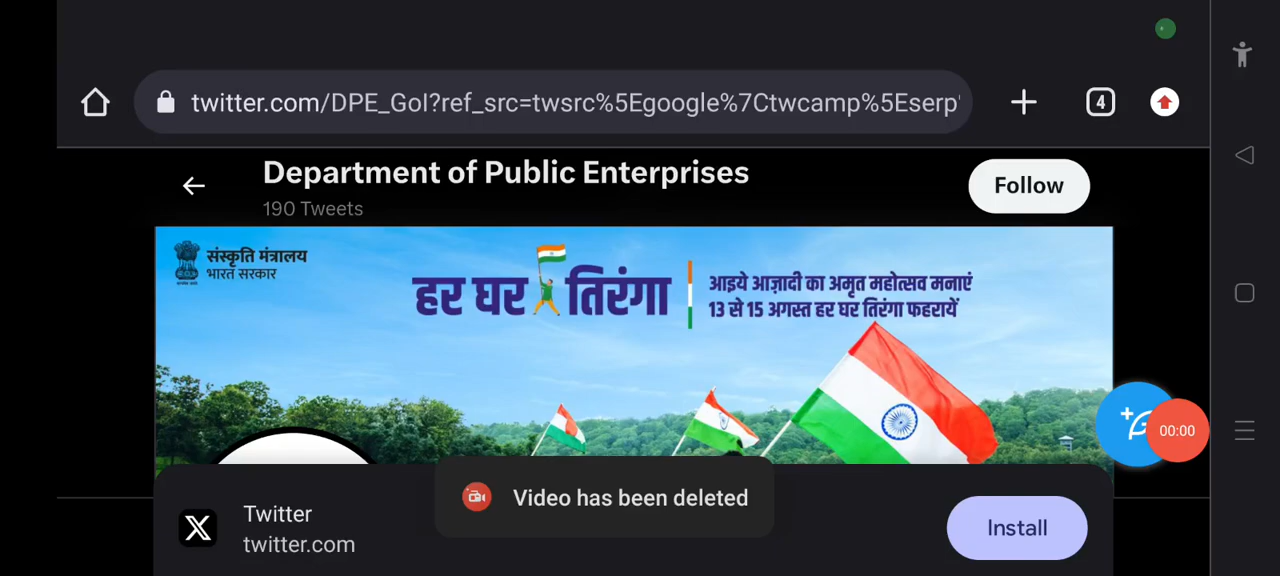 twitter.com/DPE_GoI?ref_src=twsrc%5Egoogle%7Ctwcamp%5Eserp
4
Department of Public Enterprises
190 Tweets
Follow
संस्कृति मंत्रालय
भारत सरकार
हर घर तिरंगा
आइये आज़ादी का अमृत महोत्सव मनाएं
13 से 15 अगस्त हर घर तिरंगा फहरायें
00:00
Video has been deleted
Twitter
twitter.com
Install